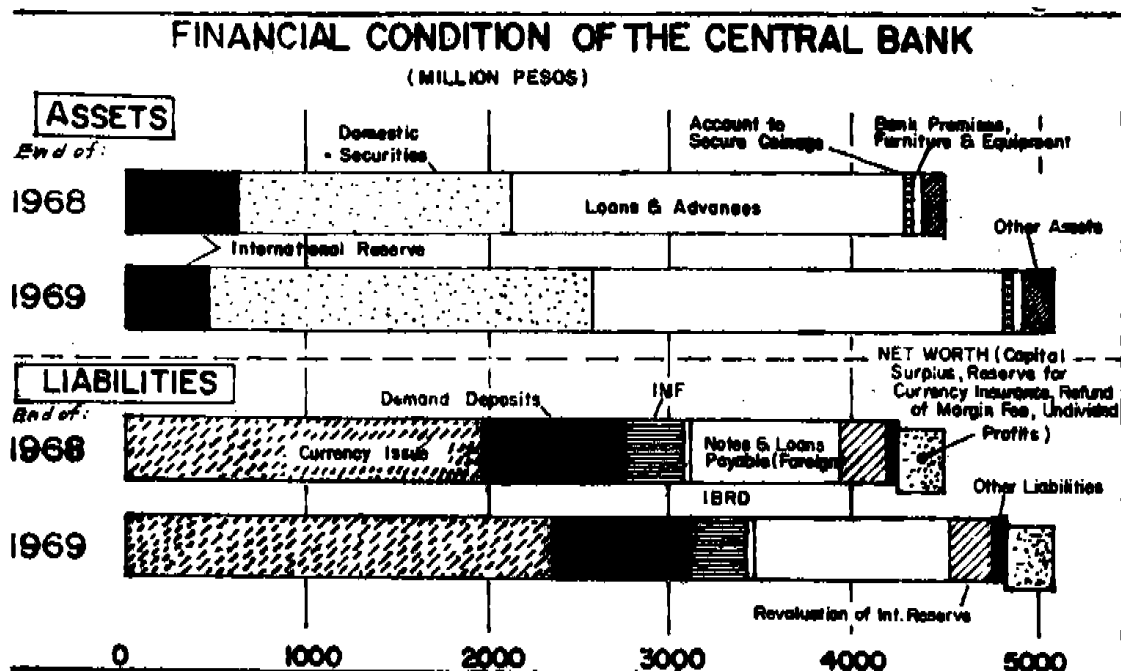 FINANCIAL CONDITION OF THE CENTRAL BANK
(MILLION PESOS)
ASSETS
End of:
Domestic
Securities
Account to
Secure Coinage
Bank Premises,
Furniture & Equipment
1968
Loans & Advances
International Reserve
Other Assets
1969
LIABILITIES
End of:
NET WORTH (Capital
Surplus, Reserve for
Currency Insurance, Refund
of Margin Fee, Undivided
Profits)
Demand Deposits
IMF
1968
Currency Issue
Notes & Loans
Payable (Foreign
IBRD
Other Liabilities
1969
Revaluation of Int. Reserve
0 1000 2000 3000 4000 5000